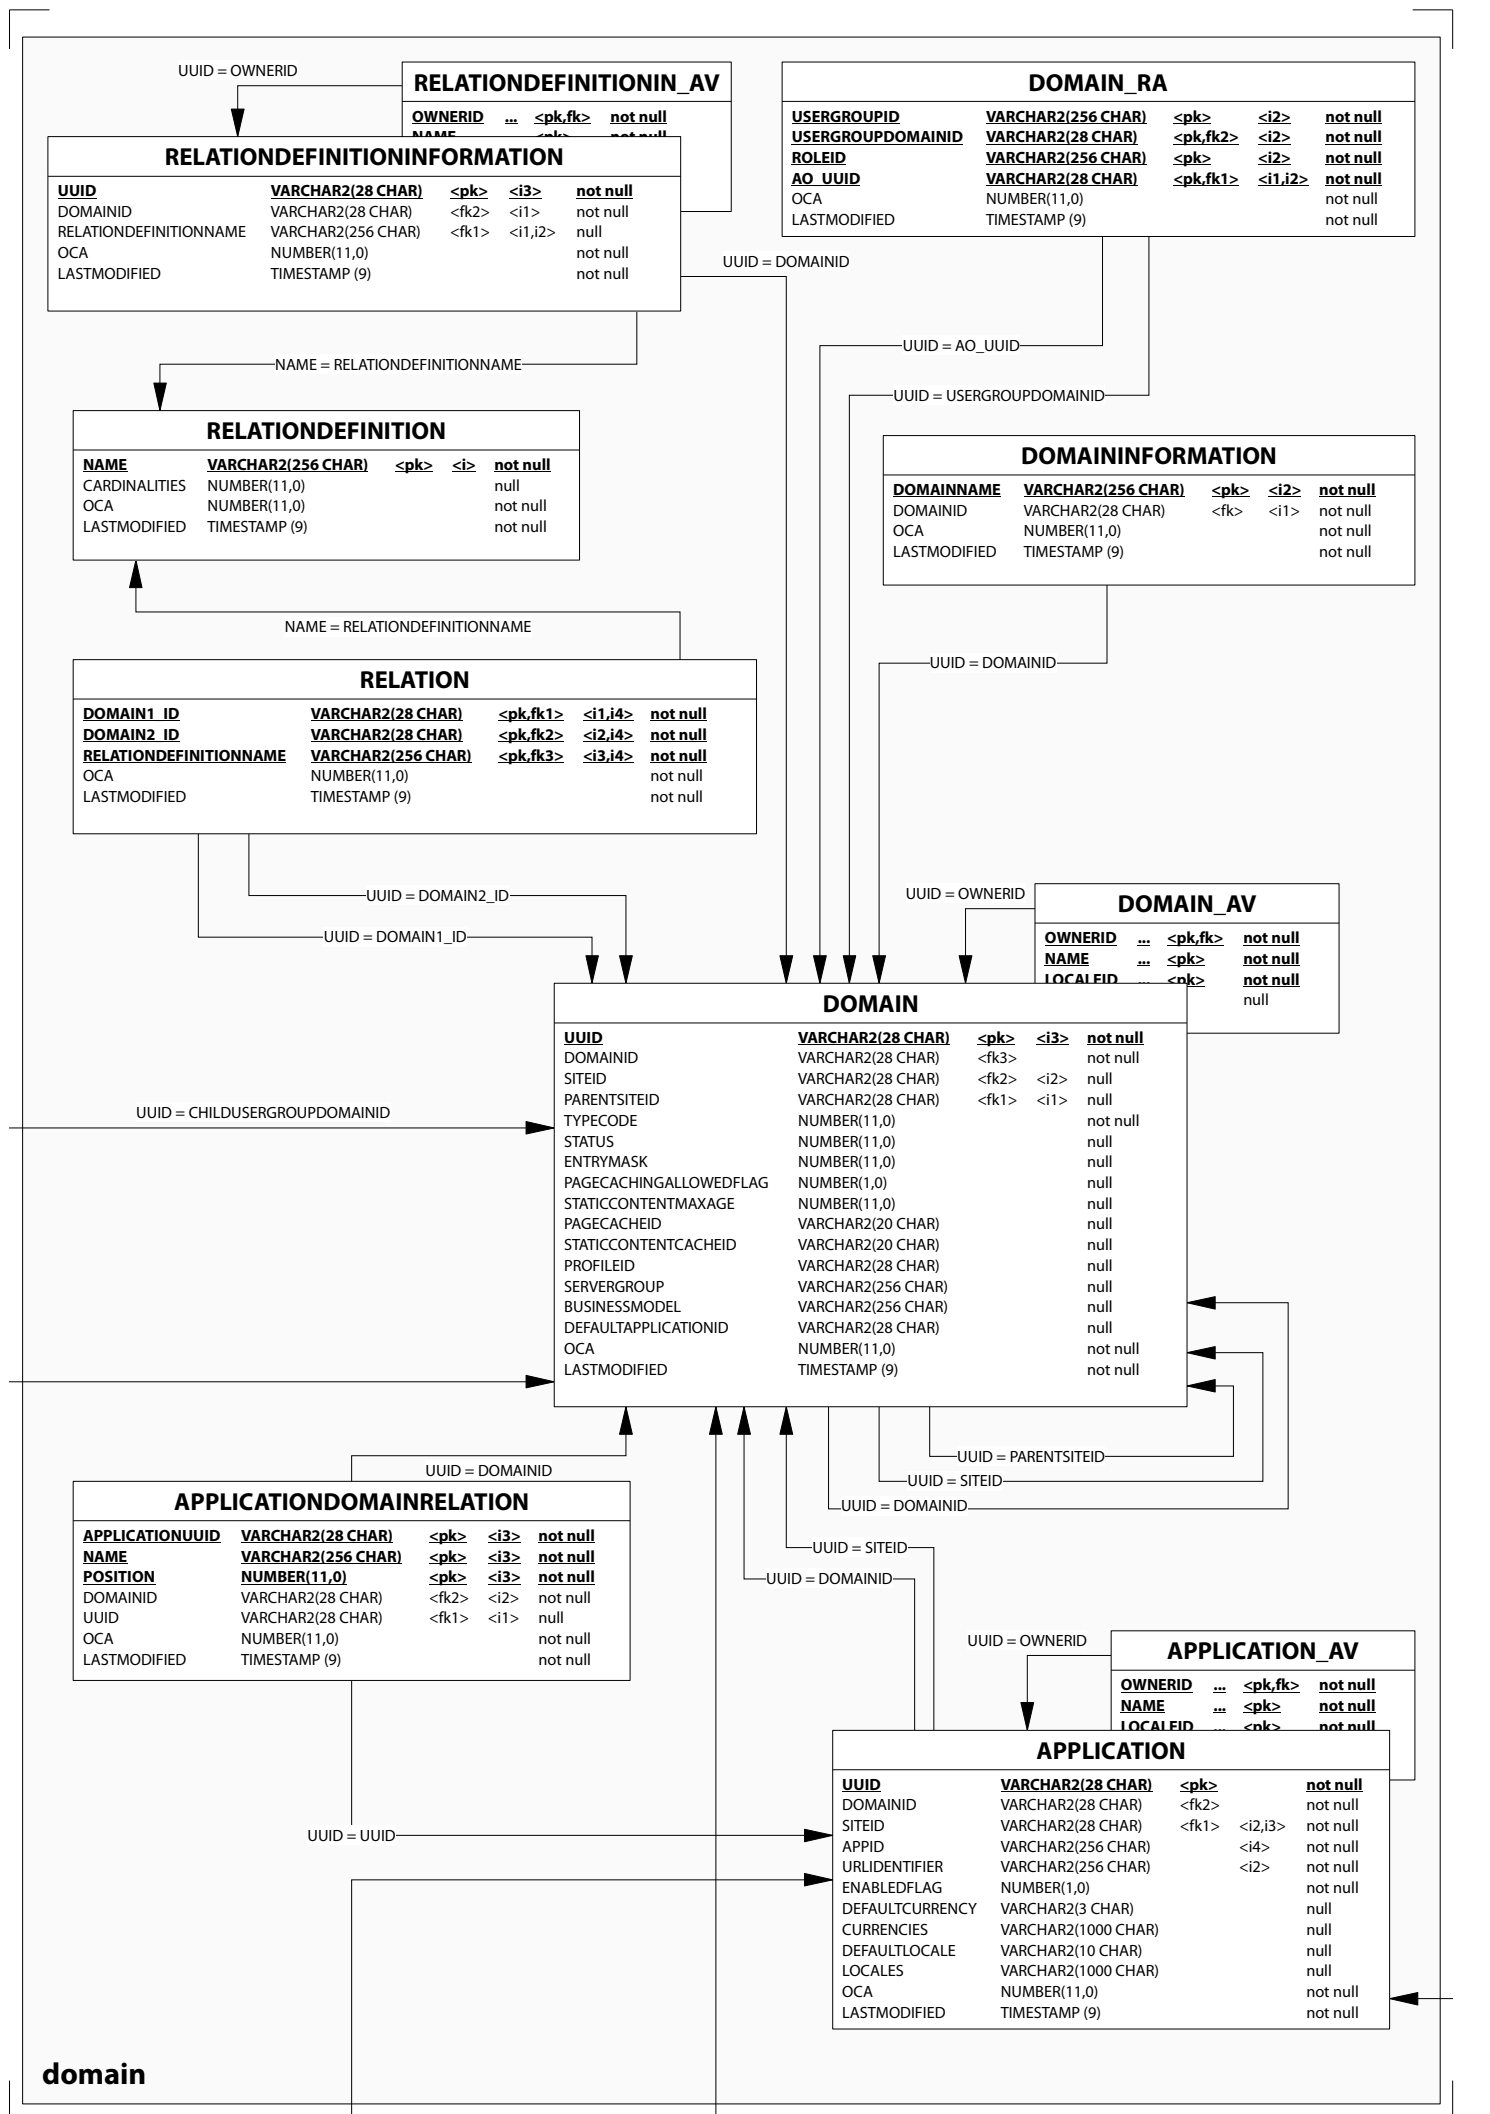 UUID = OWNERID
RELATIONDEFINITIONIN_AV
OWNERID ... <pk,fk> not null
NAME <pk> not null
RELATIONDEFINITIONINFORMATION
UUID VARCHAR2(28 CHAR) <pk> <i3> not null
DOMAINID VARCHAR2(28 CHAR) <fk2> <i1> not null
RELATIONDEFINITIONNAME VARCHAR2(256 CHAR) <fk1> <i1,i2> null
OCA NUMBER(11,0) not null
LASTMODIFIED TIMESTAMP (9) not null
DOMAIN_RA
USERGROUPID VARCHAR2(256 CHAR) <pk> <i2> not null
USERGROUPDOMAINID VARCHAR2(28 CHAR) <pk,fk2> <i2> not null
ROLEID VARCHAR2(256 CHAR) <pk> <i2> not null
AO_UUID VARCHAR2(28 CHAR) <pk,fk1> <i1,i2> not null
OCA NUMBER(11,0) not null
LASTMODIFIED TIMESTAMP (9) not null
UUID = DOMAINID
UUID = AO_UUID
NAME = RELATIONDEFINITIONNAME
UUID = USERGROUPDOMAINID
RELATIONDEFINITION
NAME VARCHAR2(256 CHAR) <pk> <i> not null
CARDINALITIES NUMBER(11,0) null
OCA NUMBER(11,0) not null
LASTMODIFIED TIMESTAMP (9) not null
DOMAININFORMATION
DOMAINNAME VARCHAR2(256 CHAR) <pk> <i2> not null
DOMAINID VARCHAR2(28 CHAR) <fk> <i1> not null
OCA NUMBER(11,0) not null
LASTMODIFIED TIMESTAMP (9) not null
NAME = RELATIONDEFINITIONNAME
UUID = DOMAINID
RELATION
DOMAIN1_ID VARCHAR2(28 CHAR) <pk,fk1> <i1,i4> not null
DOMAIN2_ID VARCHAR2(28 CHAR) <pk,fk2> <i2,i4> not null
RELATIONDEFINITIONNAME VARCHAR2(256 CHAR) <pk,fk3> <i3,i4> not null
OCA NUMBER(11,0) not null
LASTMODIFIED TIMESTAMP (9) not null
UUID = DOMAIN2_ID
UUID = DOMAIN1_ID
UUID = OWNERID
DOMAIN_AV
OWNERID ... <pk,fk> not null
NAME ... <pk> not null
LOCALEID ... <pk> not null
null
DOMAIN
UUID VARCHAR2(28 CHAR) <pk> <i3> not null
DOMAINID VARCHAR2(28 CHAR) <fk3> not null
SITEID VARCHAR2(28 CHAR) <fk2> <i2> null
PARENTSITEID VARCHAR2(28 CHAR) <fk1> <i1> null
TYPECODE NUMBER(11,0) not null
STATUS NUMBER(11,0) null
ENTRYMASK NUMBER(11,0) null
PAGECACHINGALLOWEDFLAG NUMBER(1,0) null
STATICCONTENTMAXAGE NUMBER(11,0) null
PAGECACHEID VARCHAR2(20 CHAR) null
STATICCONTENTCACHEID VARCHAR2(20 CHAR) null
PROFILEID VARCHAR2(28 CHAR) null
SERVERGROUP VARCHAR2(256 CHAR) null
BUSINESSMODEL VARCHAR2(256 CHAR) null
DEFAULTAPPLICATIONID VARCHAR2(28 CHAR) null
OCA NUMBER(11,0) not null
LASTMODIFIED TIMESTAMP (9) not null
UUID = CHILDUSERGROUPDOMAINID
UUID = PARENTSITEID
UUID = SITEID
UUID = DOMAINID
UUID = DOMAINID
APPLICATIONDOMAINRELATION
APPLICATIONUUID VARCHAR2(28 CHAR) <pk> <i3> not null
NAME VARCHAR2(256 CHAR) <pk> <i3> not null
POSITION NUMBER(11,0) <pk> <i3> not null
DOMAINID VARCHAR2(28 CHAR) <fk2> <i2> not null
UUID VARCHAR2(28 CHAR) <fk1> <i1> null
OCA NUMBER(11,0) not null
LASTMODIFIED TIMESTAMP (9) not null
UUID = SITEID
UUID = DOMAINID
UUID = OWNERID
APPLICATION_AV
OWNERID ... <pk,fk> not null
NAME ... <pk> not null
LOCALEID ... <pk> not null
APPLICATION
UUID VARCHAR2(28 CHAR) <pk> not null
DOMAINID VARCHAR2(28 CHAR) <fk2> not null
SITEID VARCHAR2(28 CHAR) <fk1> <i2,i3> not null
APPID VARCHAR2(256 CHAR) <i4> not null
URLIDENTIFIER VARCHAR2(256 CHAR) <i2> not null
ENABLEDFLAG NUMBER(1,0) not null
DEFAULTCURRENCY VARCHAR2(3 CHAR) null
CURRENCIES VARCHAR2(1000 CHAR) null
DEFAULTLOCALE VARCHAR2(10 CHAR) null
LOCALES VARCHAR2(1000 CHAR) null
OCA NUMBER(11,0) not null
LASTMODIFIED TIMESTAMP (9) not null
UUID = UUID
domain